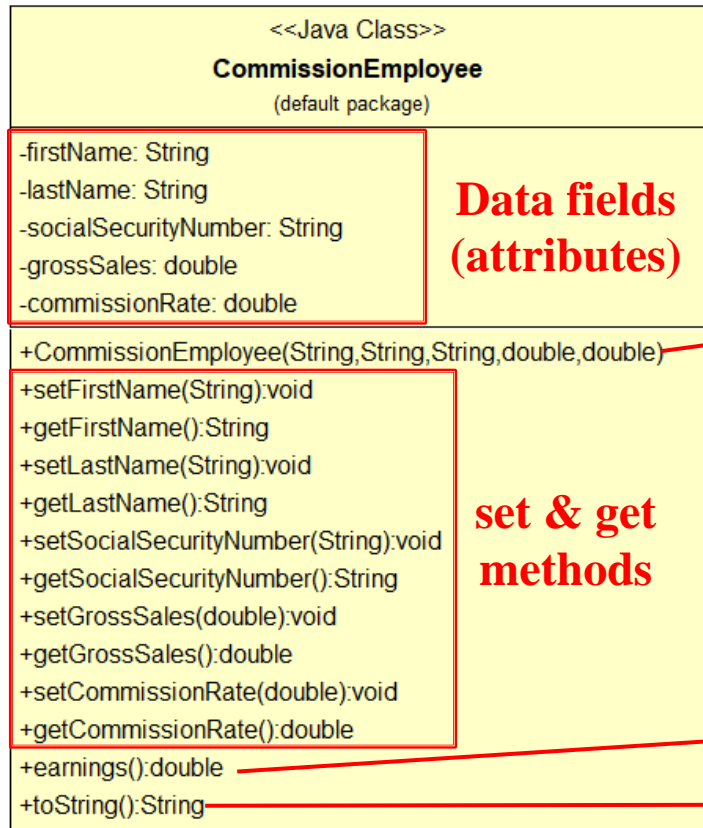 <<Java Class>>
CommissionEmployee
(default package)
-firstName: String
-lastName: String
-socialSecurityNumber: String
-grossSales: double
-commissionRate: double
Data fields
(attributes)
+CommissionEmployee(String,String,String,double,double)
+setFirstName(String):void
+getFirstName():String
+setLastName(String):void
+getLastName():String
+setSocialSecurityNumber(String):void
+getSocialSecurityNumber():String
+setGrossSales(double):void
+getGrossSales():double
+setCommissionRate(double):void
+getCommissionRate():double
set & get
methods
+earnings():double
+toString():String